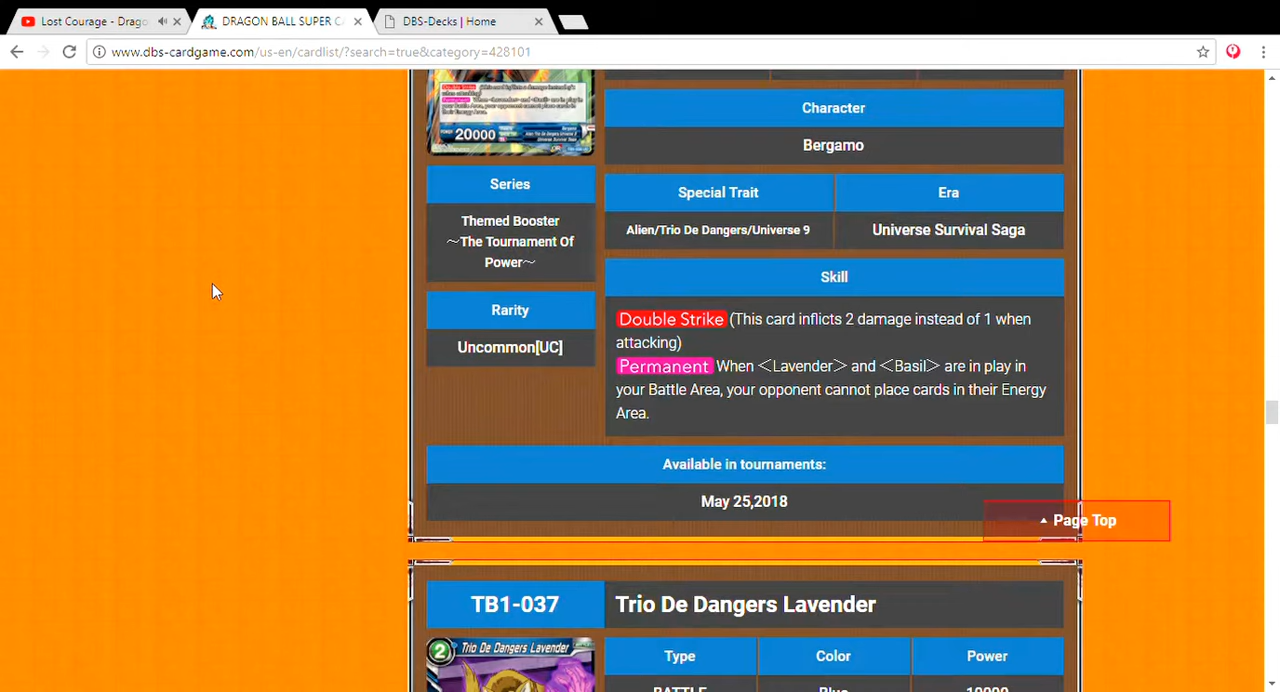 Lost Courage - Drago
DRAGON BALL SUPER C
DBS-Decks | Home
www.dbs-cardgame.com/us-en/cardlist/?search=true&category=428101
20000
Character
Bergamo
Series
Special Trait
Era
Themed Booster
～The Tournament Of
Power～
Alien/Trio De Dangers/Universe 9
Universe Survival Saga
Skill
Rarity
Uncommon[UC]
Double Strike (This card inflicts 2 damage instead of 1 when
attacking)
Permanent When ＜Lavender＞ and ＜Basil＞ are in play in
your Battle Area, your opponent cannot place cards in their Energy
Area.
Available in tournaments:
May 25,2018
Page Top
TB1-037
Trio De Dangers Lavender
2
Trio De Dangers Lavender
Type
Color
Power
BATTLE
Blue
10000